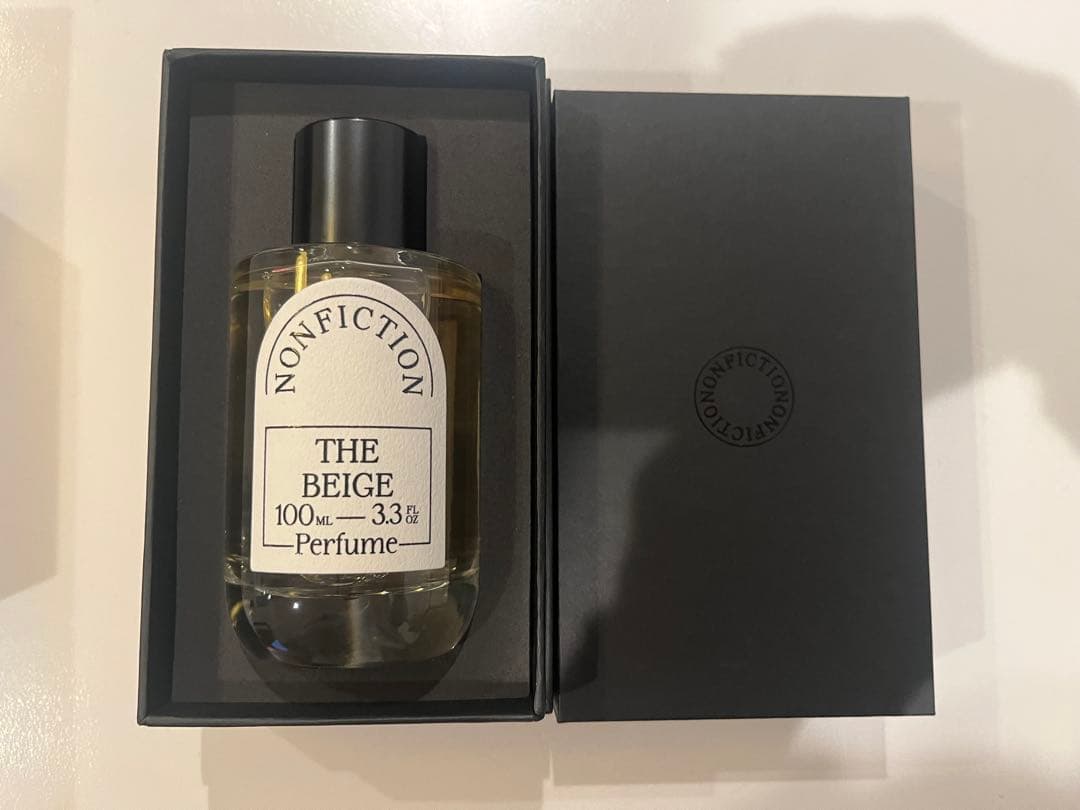 NONFICTION
THE
BEIGE
100ML — 3.3 FL OZ
Perfume
NONFICTIONNONFICTION